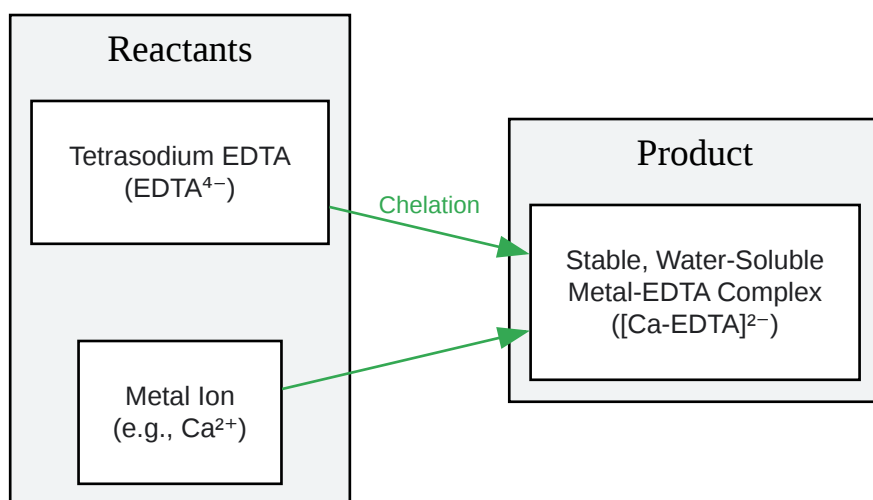 Reactants
Tetrasodium EDTA
(EDTA⁴⁻)
Chelation
Metal Ion
(e.g., Ca²⁺)
Product
Stable, Water-Soluble
Metal-EDTA Complex
([Ca-EDTA]²⁻)